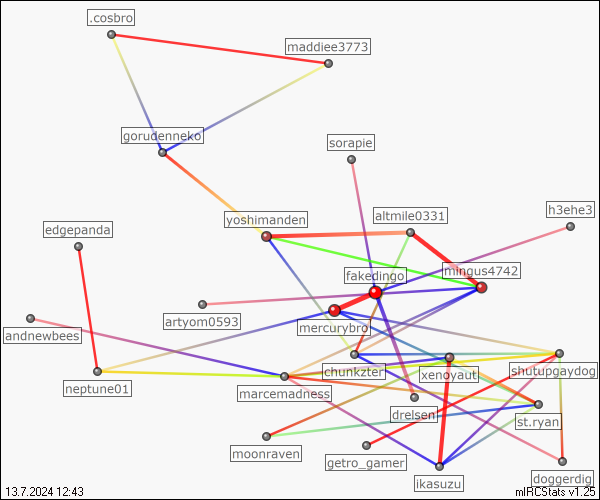 .cosbro
maddiee3773
gorudenneko
sorapie
h3ehe3
yoshimanden
altmile0331
edgepanda
mingus4742
fakedingo
artyom0593
mercurybro
andnewbees
chunkzter
xenoyaut
shutupgaydog
neptune01
marcemadness
drelsen
st.ryan
moonraven
getro_gamer
ikasuzu
doggerdig
13.7.2024 12:43
mIRCStats v1.25